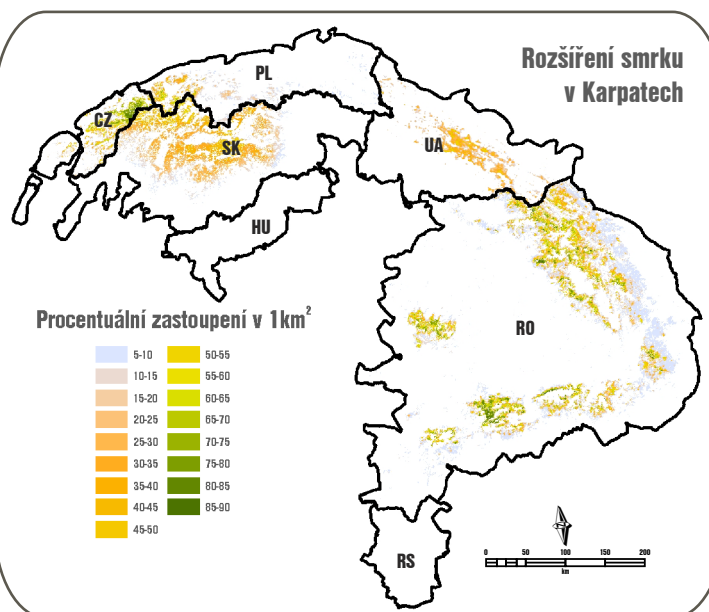 Rozšíření smrku
v Karpatech
PL
CZ
SK
UA
HU
RO
RS
Procentuální zastoupení v 1km²
5-10
10-15
15-20
20-25
25-30
30-35
35-40
40-45
45-50
50-55
55-60
60-65
65-70
70-75
75-80
80-85
85-90
0 50 100 150 200
km